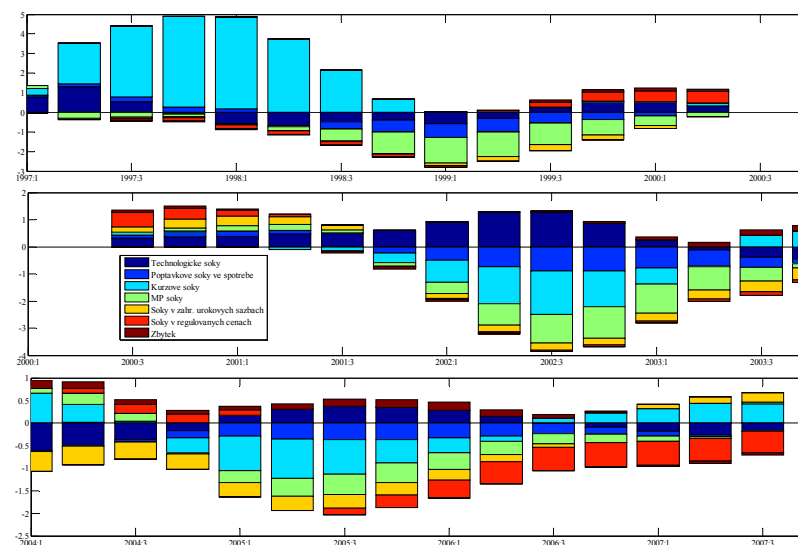 5
4
3
2
1
0
-1
-2
-3
1997:1 1997:3 1998:1 1998:3 1999:1 1999:3 2000:1 2000:3
2
1
0
-1
-2
-3
-4
Technologicke soky
Poptavkove soky ve spotrebe
Kurzove soky
MP soky
Soky v zahr. urokovych sazbach
Soky v regulovanych cenach
Zbytek
2000:1 2000:3 2001:1 2001:3 2002:1 2002:3 2003:1 2003:3
1
0.5
0
-0.5
-1
-1.5
-2
-2.5
2004:1 2004:3 2005:1 2005:3 2006:1 2006:3 2007:1 2007:3